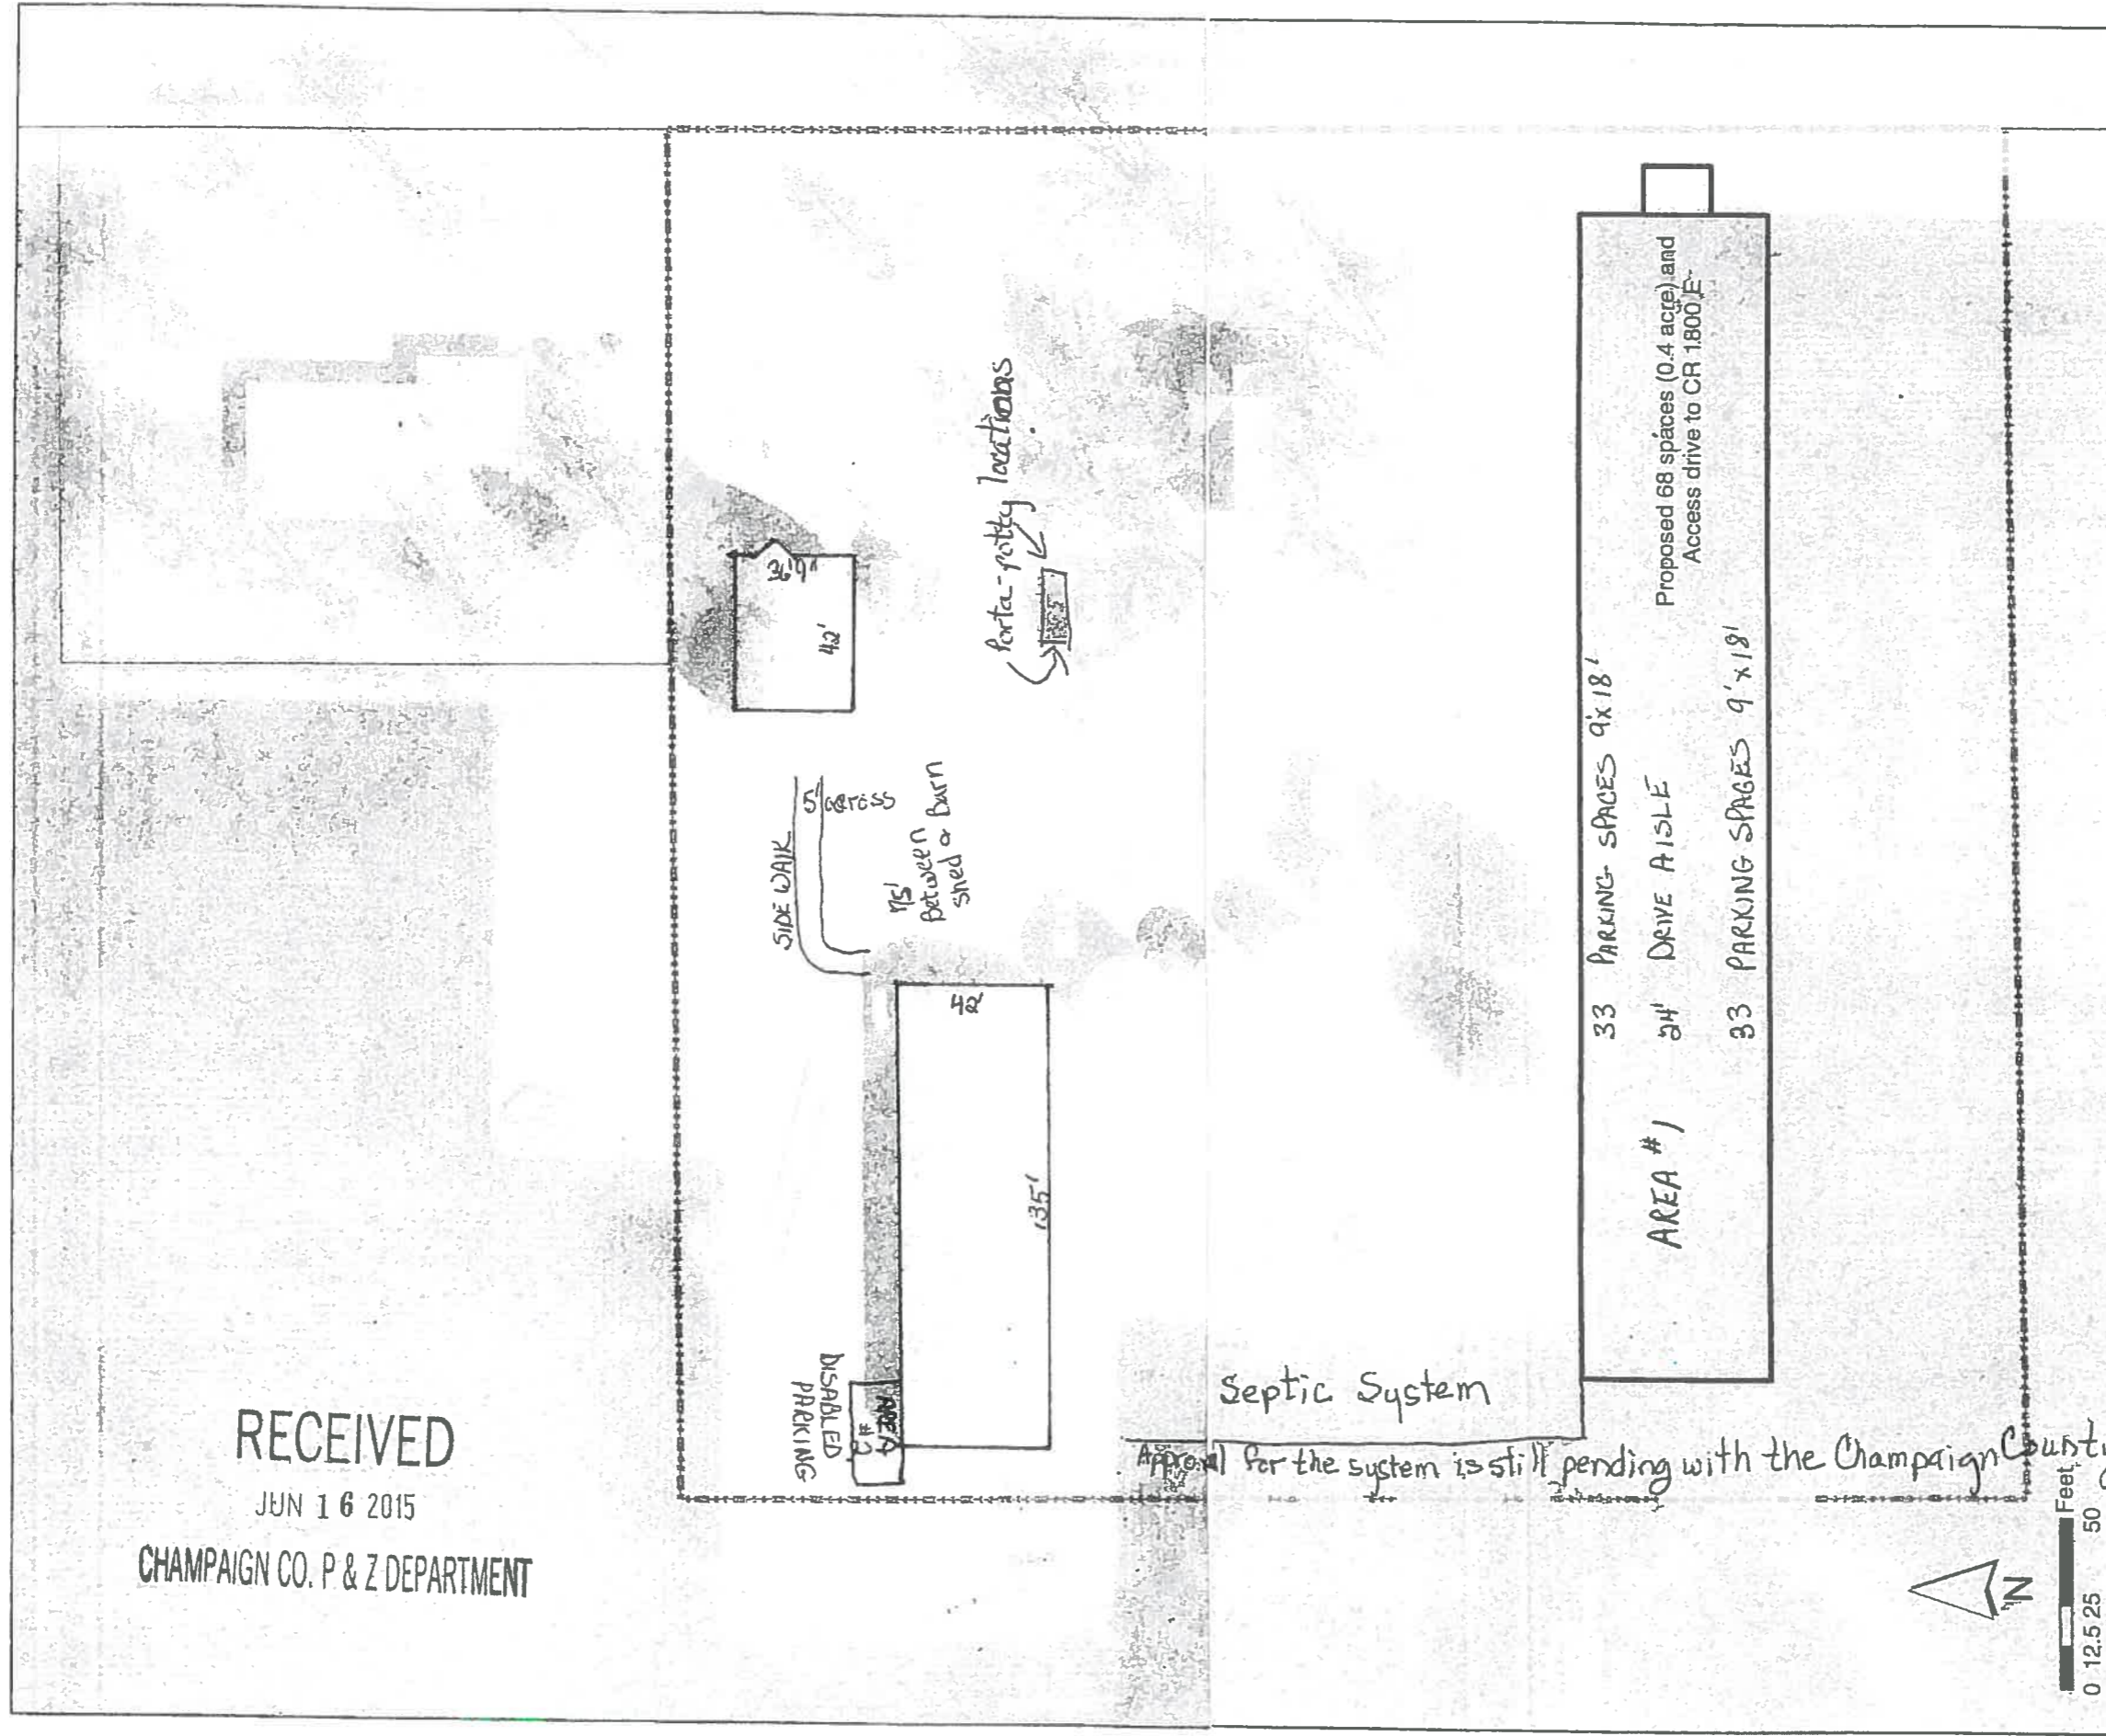 36'9"
42'
Porta-potty locations
5' across
SIDE WALK
75'
Between
shed & Barn
42'
135'
DISABLED
PARKING
AREA
#2
Proposed 68 spaces (0.4 acre) and
Access drive to CR 1800 E
33 PARKING SPACES 9'x18'
24' DRIVE AISLE
33 PARKING SPACES 9'x18'
AREA #1
Septic System
Approval for the system is still pending with the Champaign County
RECEIVED
JUN 16 2015
CHAMPAIGN CO. P & Z DEPARTMENT
N
Feet
0 12.5 25 50